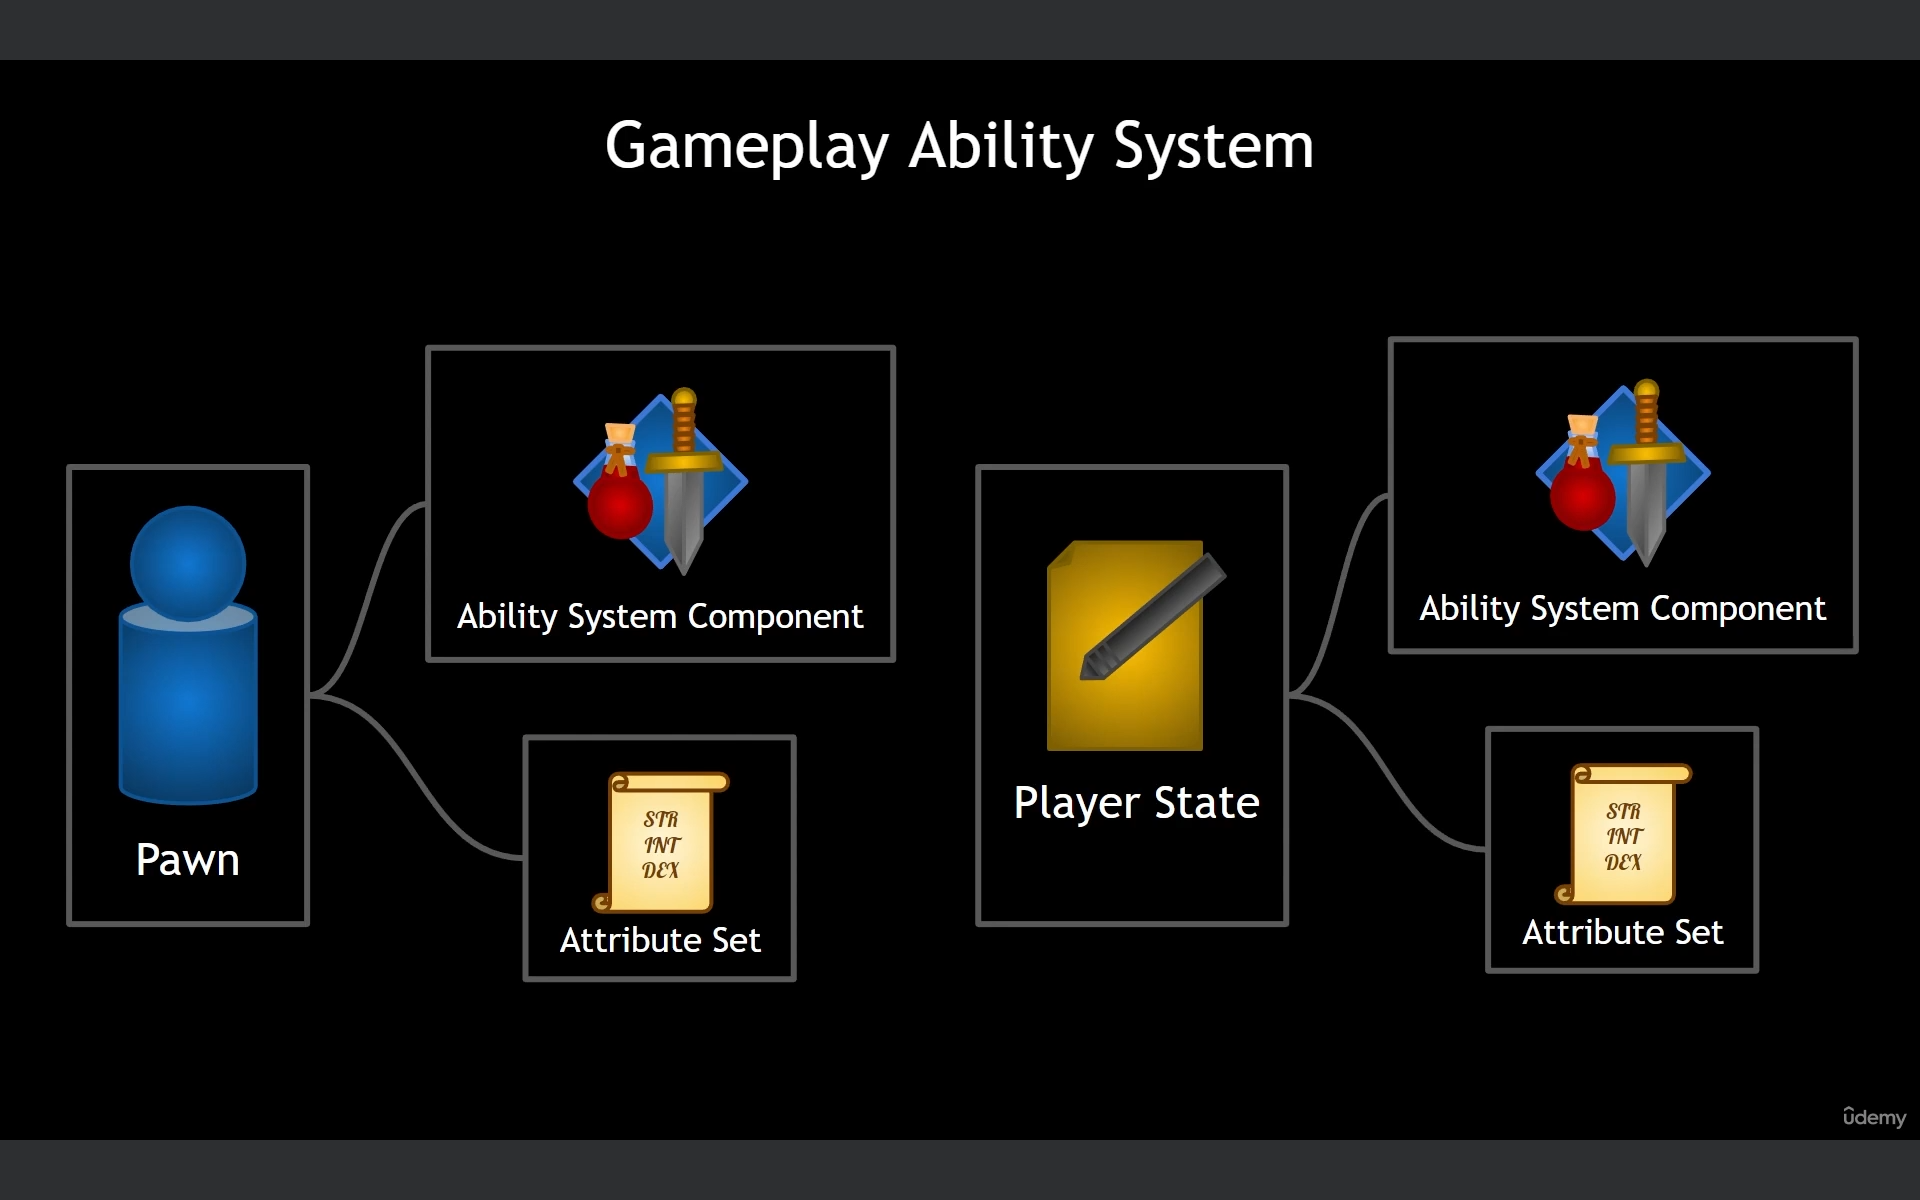 Gameplay Ability System
Ability System Component
Pawn
STR
INT
DEX
Attribute Set
Player State
Ability System Component
STR
INT
DEX
Attribute Set
ûdemy